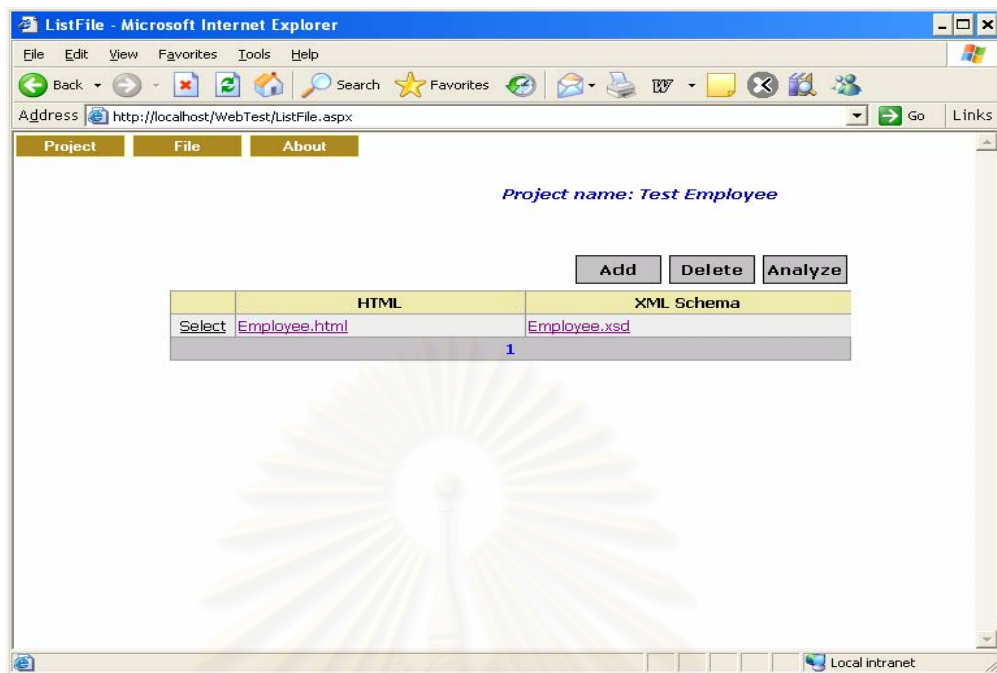 ListFile - Microsoft Internet Explorer
File Edit View Favorites Tools Help
Back Search Favorites W
Address http://localhost/WebTest/ListFile.aspx Go Links
Project File About
Project name: Test Employee
Add Delete Analyze
HTML XML Schema
Select Employee.html Employee.xsd
1
Local intranet